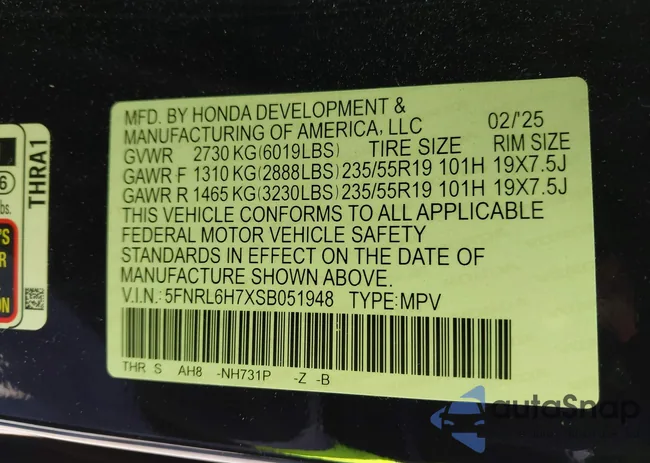 MFD. BY HONDA DEVELOPMENT &
MANUFACTURING OF AMERICA, LLC 02/'25
GVWR 2730 KG(6019LBS) TIRE SIZE RIM SIZE
GAWR F 1310 KG(2888LBS) 235/55R19 101H 19X7.5J
GAWR R 1465 KG(3230LBS) 235/55R19 101H 19X7.5J
THIS VEHICLE CONFORMS TO ALL APPLICABLE
FEDERAL MOTOR VEHICLE SAFETY
STANDARDS IN EFFECT ON THE DATE OF
MANUFACTURE SHOWN ABOVE.
V.I.N.: 5FNRL6H7XSB051948 TYPE:MPV
THR S AH8 -NH731P -Z -B
THRA1
6
bs.
'S
R
ION
autoSnap